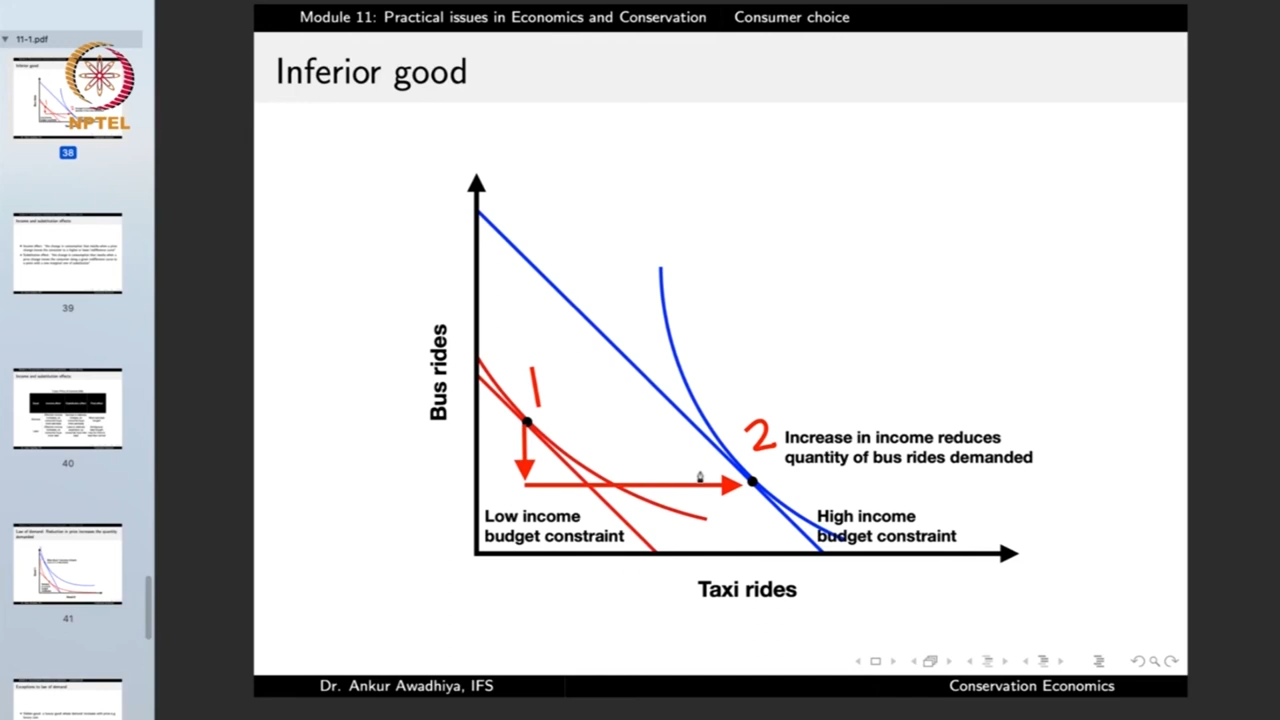 Module 11: Practical issues in Economics and Conservation Consumer choice
11-1.pdf
NPTEL
38
39
40
41
Inferior good
Bus rides
1
2
Increase in income reduces
quantity of bus rides demanded
Low income
budget constraint
High income
budget constraint
Taxi rides
Dr. Ankur Awadhiya, IFS
Conservation Economics